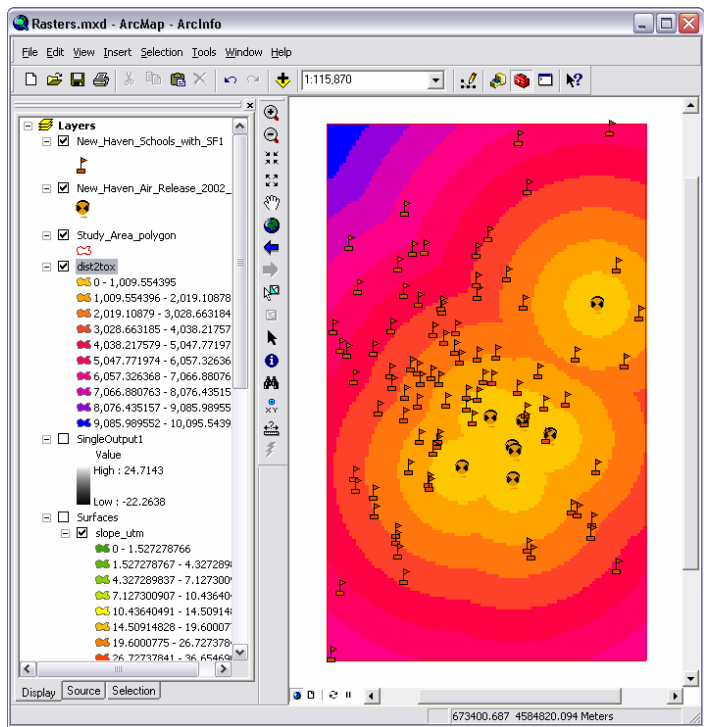 Rasters.mxd - ArcMap - ArcInfo
File Edit View Insert Selection Tools Window Help
1:115,870
Layers
New_Haven_Schools_with_SF1
New_Haven_Air_Release_2002_
Study_Area_polygon
dist2tox
0 - 1,009.554395
1,009.554396 - 2,019.10878
2,019.10879 - 3,028.663184
3,028.663185 - 4,038.21757
4,038.217579 - 5,047.77197
5,047.771974 - 6,057.32636
6,057.326368 - 7,066.88076
7,066.880763 - 8,076.43515
8,076.435157 - 9,085.98955
9,085.989552 - 10,095.5439
SingleOutput1
Value
High : 24.7143
Low : -22.2638
Surfaces
slope_utm
0 - 1.527278766
1.527278767 - 4.327289
4.327289837 - 7.12730
7.127300907 - 10.43640
10.43640491 - 14.50914
14.50914828 - 19.60007
19.6000775 - 26.727378
26.72737841 - 36.65469
Display Source Selection
673400.687 4584820.094 Meters